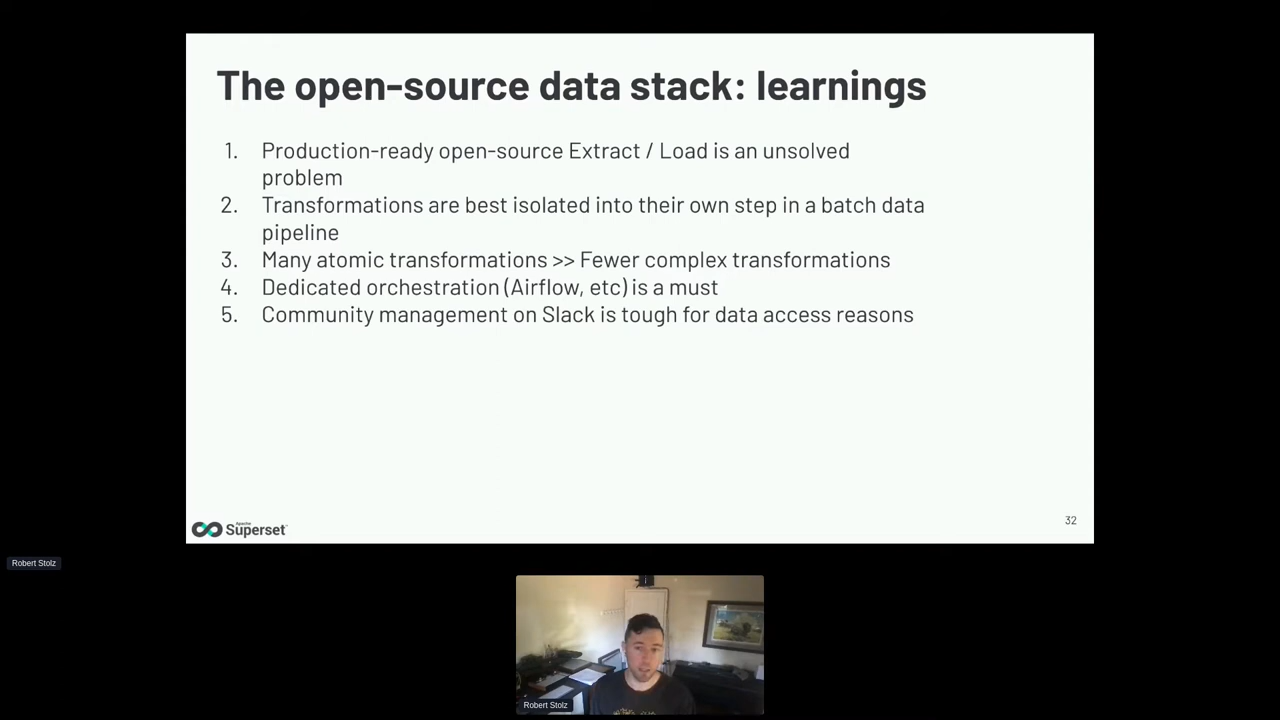 The open-source data stack: learnings
1. Production-ready open-source Extract / Load is an unsolved
problem
2. Transformations are best isolated into their own step in a batch data
pipeline
3. Many atomic transformations >> Fewer complex transformations
4. Dedicated orchestration (Airflow, etc) is a must
5. Community management on Slack is tough for data access reasons
Apache
Superset
32
Robert Stolz
Robert Stolz